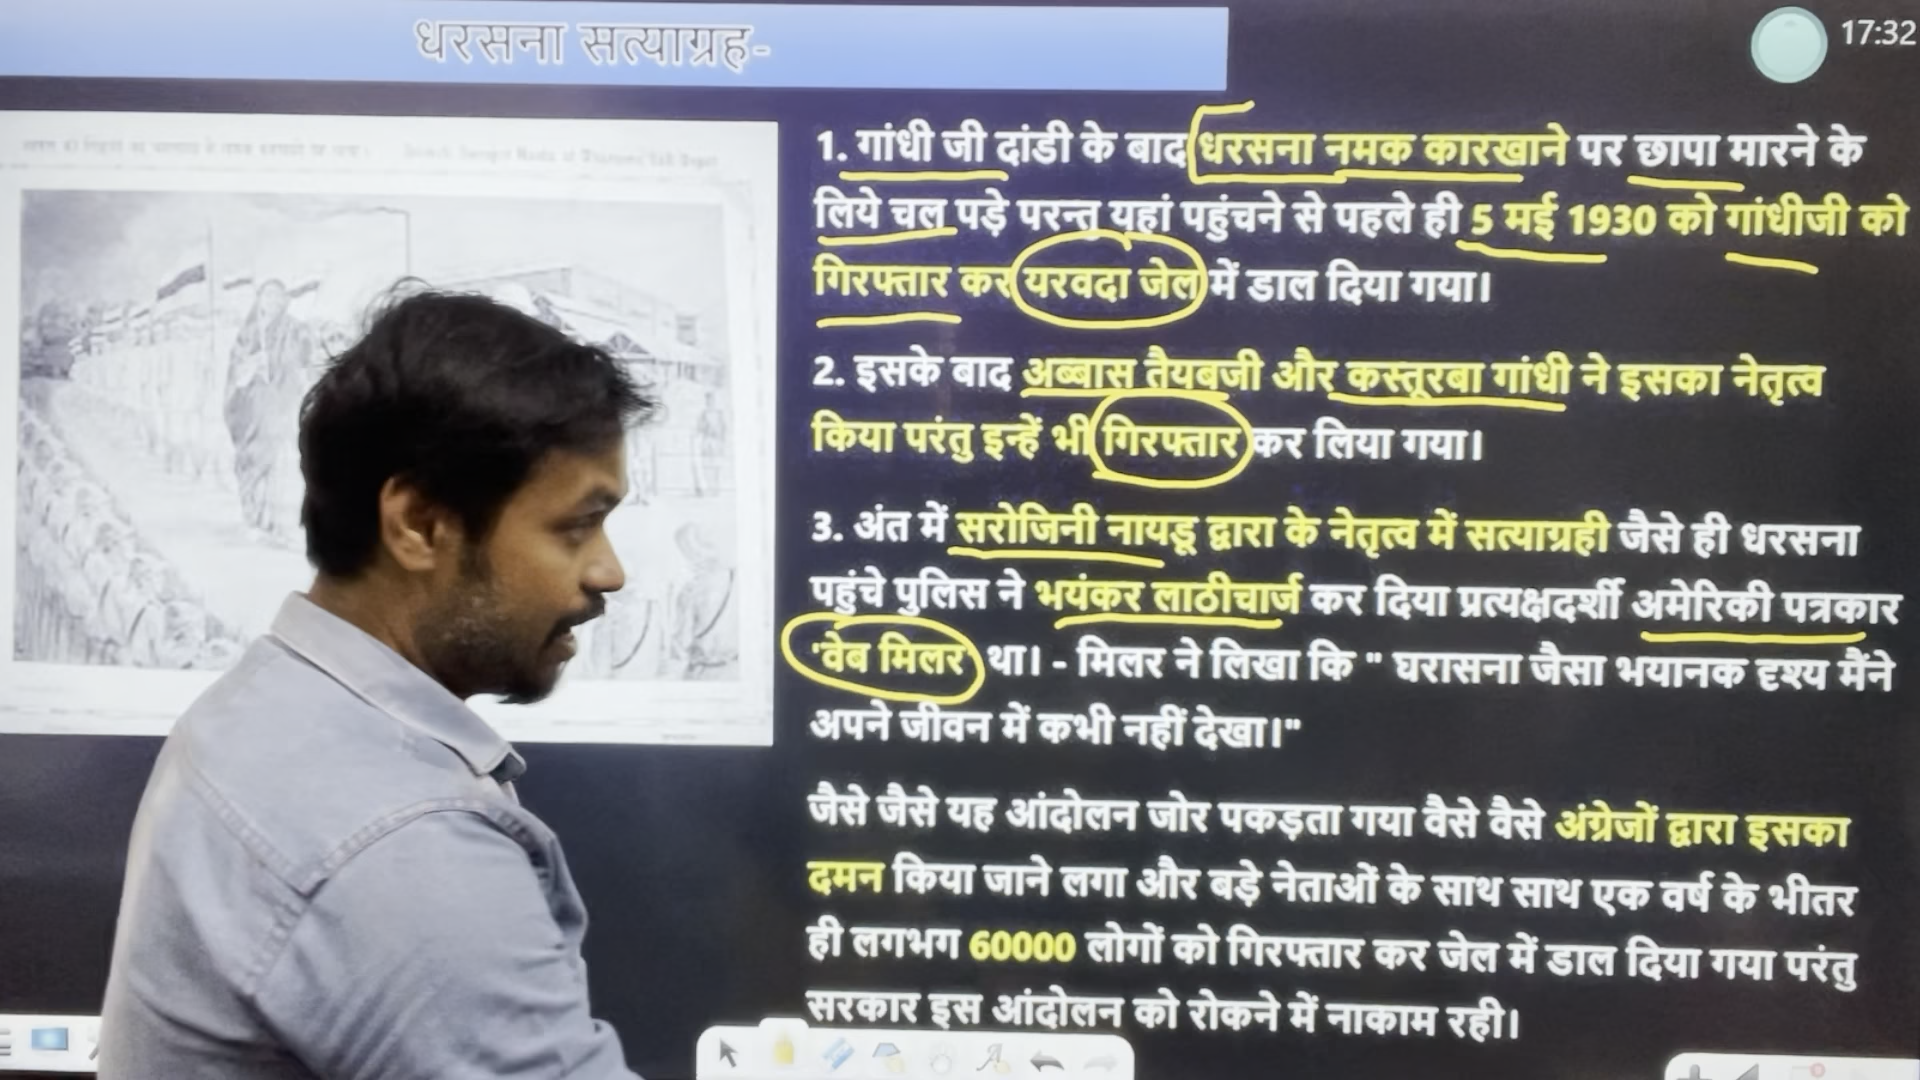 धरसना सत्याग्रह-
17:32
1. गांधी जी दांडी के बाद धरसना नमक कारखाने पर छापा मारने के
लिये चल पड़े परन्तु यहां पहुंचने से पहले ही 5 मई 1930 को गांधीजी को
गिरफ्तार कर यरवदा जेल में डाल दिया गया।
2. इसके बाद अब्बास तैयबजी और कस्तूरबा गांधी ने इसका नेतृत्व
किया परंतु इन्हें भी गिरफ्तार कर लिया गया।
3. अंत में सरोजिनी नायडू द्वारा के नेतृत्व में सत्याग्रही जैसे ही धरसना
पहुंचे पुलिस ने भयंकर लाठीचार्ज कर दिया प्रत्यक्षदर्शी अमेरिकी पत्रकार
'वेब मिलर' था। - मिलर ने लिखा कि " घरासना जैसा भयानक दृश्य मैंने
अपने जीवन में कभी नहीं देखा।"
जैसे जैसे यह आंदोलन जोर पकड़ता गया वैसे वैसे अंग्रेजों द्वारा इसका
दमन किया जाने लगा और बड़े नेताओं के साथ साथ एक वर्ष के भीतर
ही लगभग 60000 लोगों को गिरफ्तार कर जेल में डाल दिया गया परंतु
सरकार इस आंदोलन को रोकने में नाकाम रही।